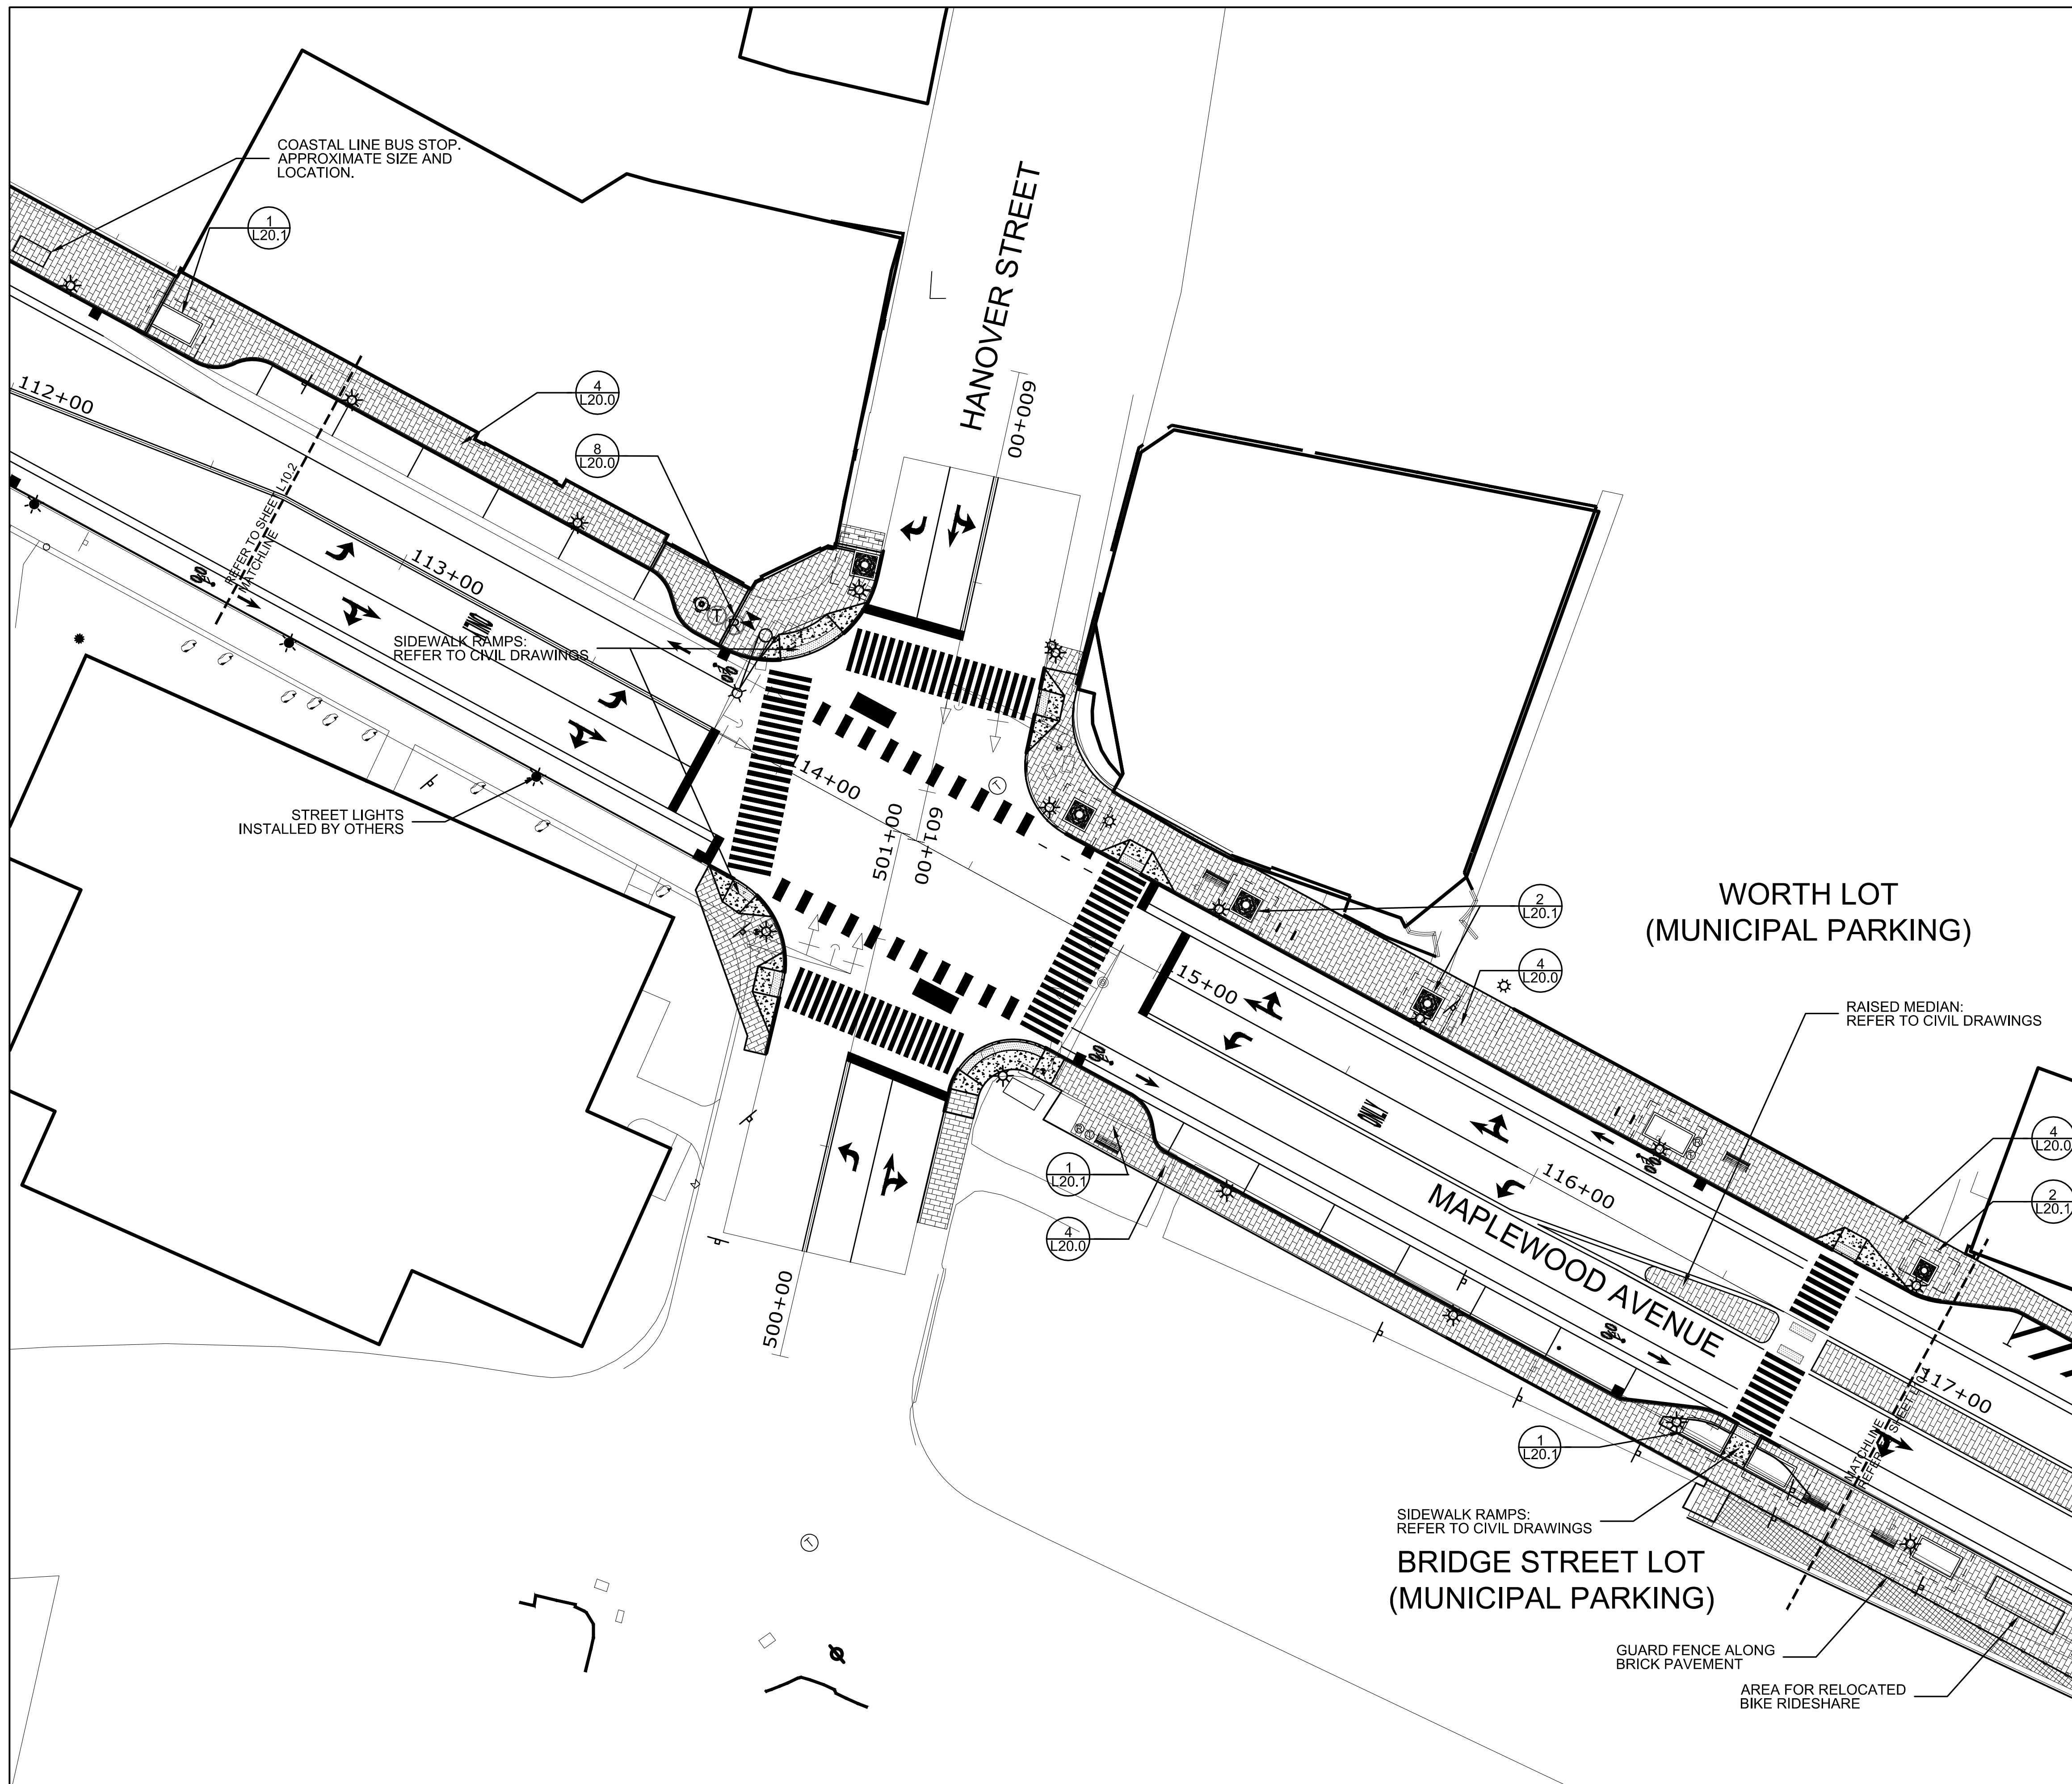 COASTAL LINE BUS STOP.
APPROXIMATE SIZE AND
LOCATION.
1
L20.1
HANOVER STREET
112+00
4
L20.0
600+00
8
L20.0
REFER TO SHEET L10.2
MATCHLINE
113+00
ONLY
T
R
SIDEWALK RAMPS:
REFER TO CIVIL DRAWINGS
114+00
T
STREET LIGHTS
INSTALLED BY OTHERS
501+00
601+00
2
L20.1
WORTH LOT
(MUNICIPAL PARKING)
4
L20.0
115+00
RAISED MEDIAN:
REFER TO CIVIL DRAWINGS
ONLY
4
L20.0
1
L20.1
116+00
2
L20.1
MAPLEWOOD AVENUE
4
L20.0
500+00
117+00
MATCHLINE
1
L20.1
SIDEWALK RAMPS:
REFER TO CIVIL DRAWINGS
BRIDGE STREET LOT
(MUNICIPAL PARKING)
T
GUARD FENCE ALONG
BRICK PAVEMENT
AREA FOR RELOCATED
BIKE RIDESHARE